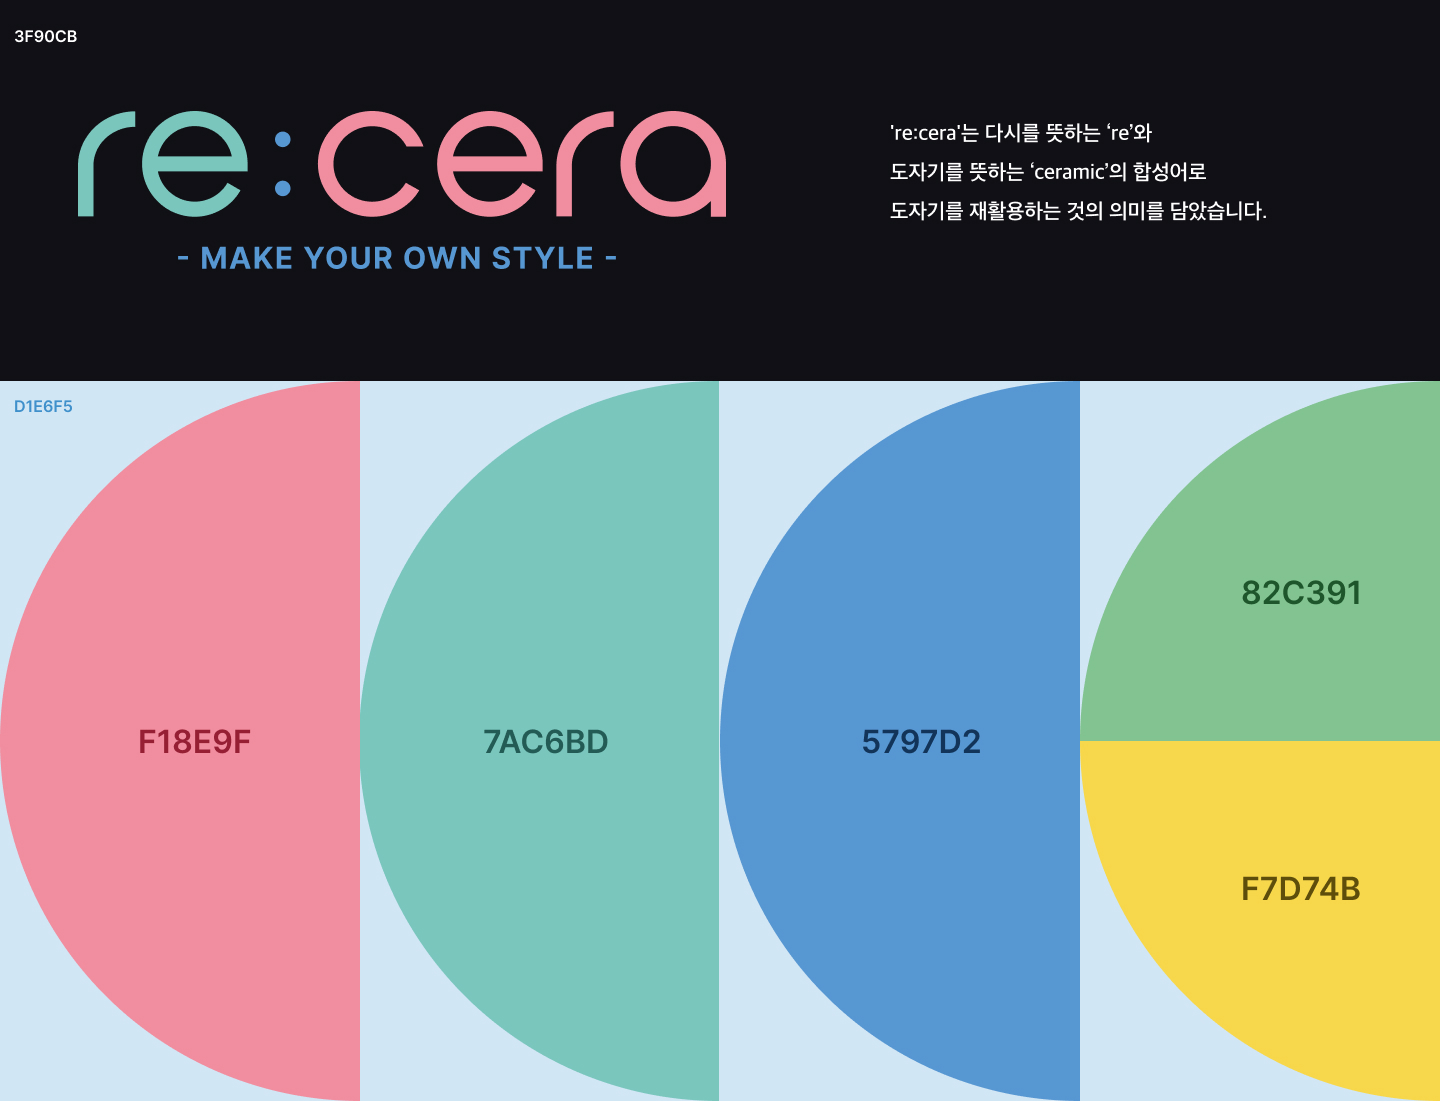 3F90CB
re:cera
- MAKE YOUR OWN STYLE -
're:cera'는 다시를 뜻하는 ‘re’와
도자기를 뜻하는 ‘ceramic’의 합성어로
도자기를 재활용하는 것의 의미를 담았습니다.
D1E6F5
F18E9F
7AC6BD
5797D2
82C391
F7D74B